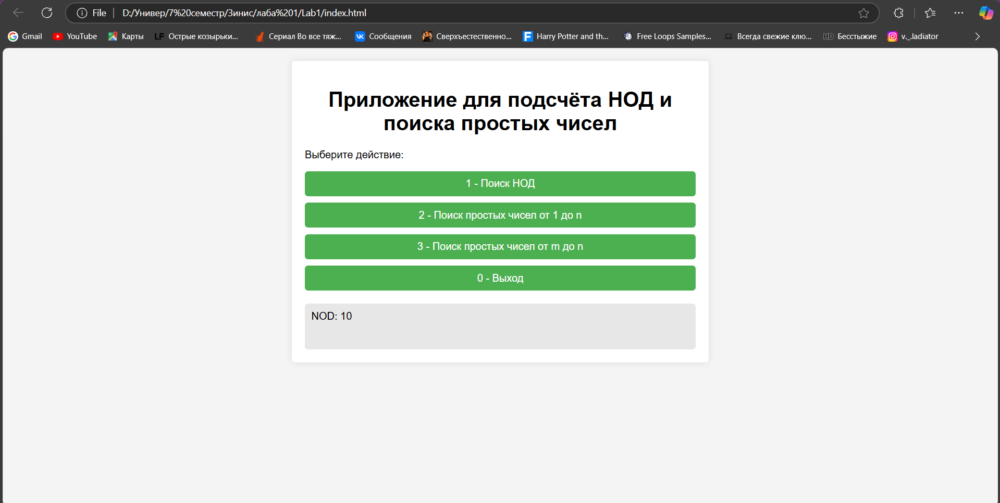 File D:/Универ/7%20семестр/Зинис/лаба%201/Lab1/index.html
Gmail YouTube Карты LF Острые козырьки... Сериал Во все тяж... Сообщения Сверхъестественно... F Harry Potter and th... Free Loops Samples... Всегда свежие клю... HD Бесстыжие v._.ladiator
Приложение для подсчёта НОД и
поиска простых чисел
Выберите действие:
1 - Поиск НОД
2 - Поиск простых чисел от 1 до n
3 - Поиск простых чисел от m до n
0 - Выход
NOD: 10